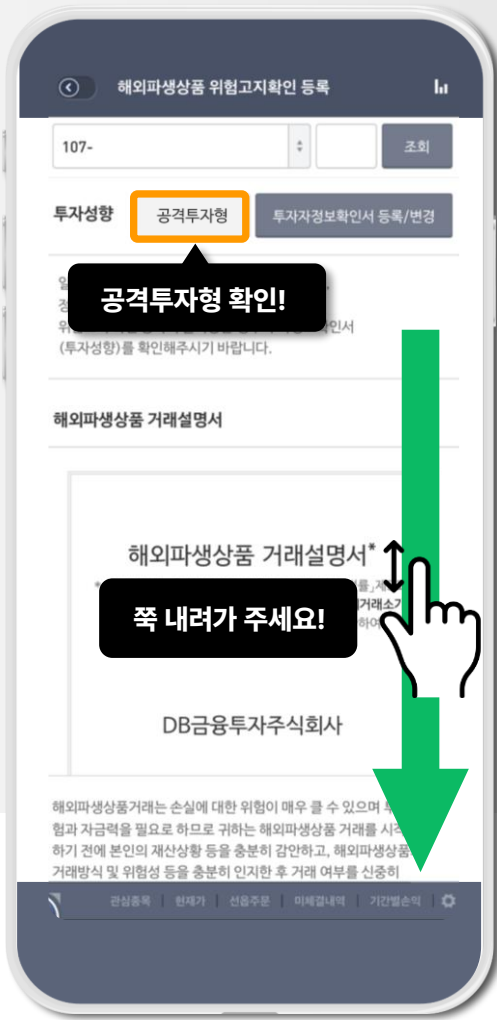 해외파생상품 위험고지확인 등록
107-
조회
투자성향
공격투자형
투자자정보확인서 등록/변경
공격투자형 확인!
인서
(투자성향)를 확인해주시기 바랍니다.
해외파생상품 거래설명서
해외파생상품 거래설명서*
*
거래소
쭉 내려가 주세요!
DB금융투자주식회사
해외파생상품거래는 손실에 대한 위험이 매우 클 수 있으며
험과 자금력을 필요로 하므로 귀하는 해외파생상품 거래를
하기 전에 본인의 재산상황 등을 충분히 감안하고, 해외파생상품
거래방식 및 위험성 등을 충분히 인지한 후 거래 여부를 신중히
관심종목 | 현재가 | 선옵주문 | 미체결내역 | 기간별손익